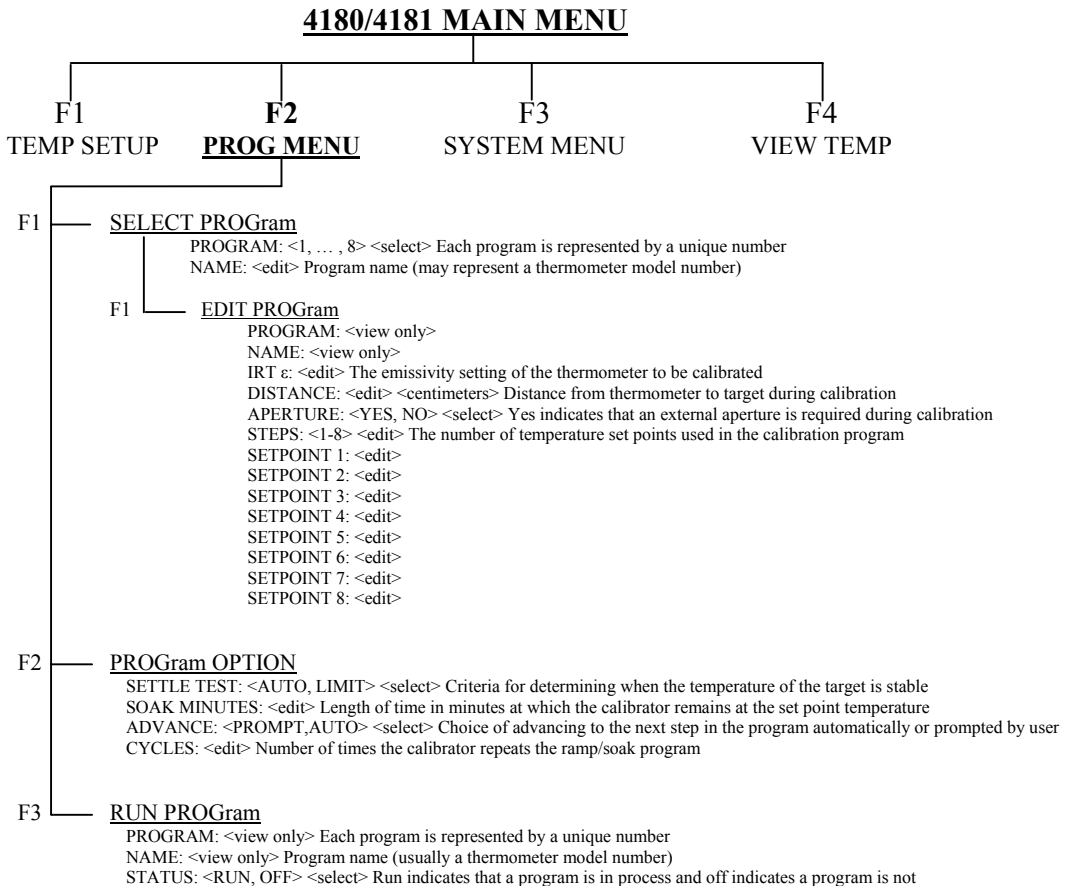 4180/4181 MAIN MENU
F1
F2
F3
F4
TEMP SETUP
PROG MENU
SYSTEM MENU
VIEW TEMP
F1
SELECT PROGram
PROGRAM: <1, … , 8> <select> Each program is represented by a unique number
NAME: <edit> Program name (may represent a thermometer model number)
F1
EDIT PROGram
PROGRAM: <view only>
NAME: <view only>
IRT ε: <edit> The emissivity setting of the thermometer to be calibrated
DISTANCE: <edit> <centimeters> Distance from thermometer to target during calibration
APERTURE: <YES, NO> <select> Yes indicates that an external aperture is required during calibration
STEPS: <1-8> <edit> The number of temperature set points used in the calibration program
SETPOINT 1: <edit>
SETPOINT 2: <edit>
SETPOINT 3: <edit>
SETPOINT 4: <edit>
SETPOINT 5: <edit>
SETPOINT 6: <edit>
SETPOINT 7: <edit>
SETPOINT 8: <edit>
F2
PROGram OPTION
SETTLE TEST: <AUTO, LIMIT> <select> Criteria for determining when the temperature of the target is stable
SOAK MINUTES: <edit> Length of time in minutes at which the calibrator remains at the set point temperature
ADVANCE: <PROMPT,AUTO> <select> Choice of advancing to the next step in the program automatically or prompted by user
CYCLES: <edit> Number of times the calibrator repeats the ramp/soak program
F3
RUN PROGram
PROGRAM: <view only> Each program is represented by a unique number
NAME: <view only> Program name (usually a thermometer model number)
STATUS: <RUN, OFF> <select> Run indicates that a program is in process and off indicates a program is not